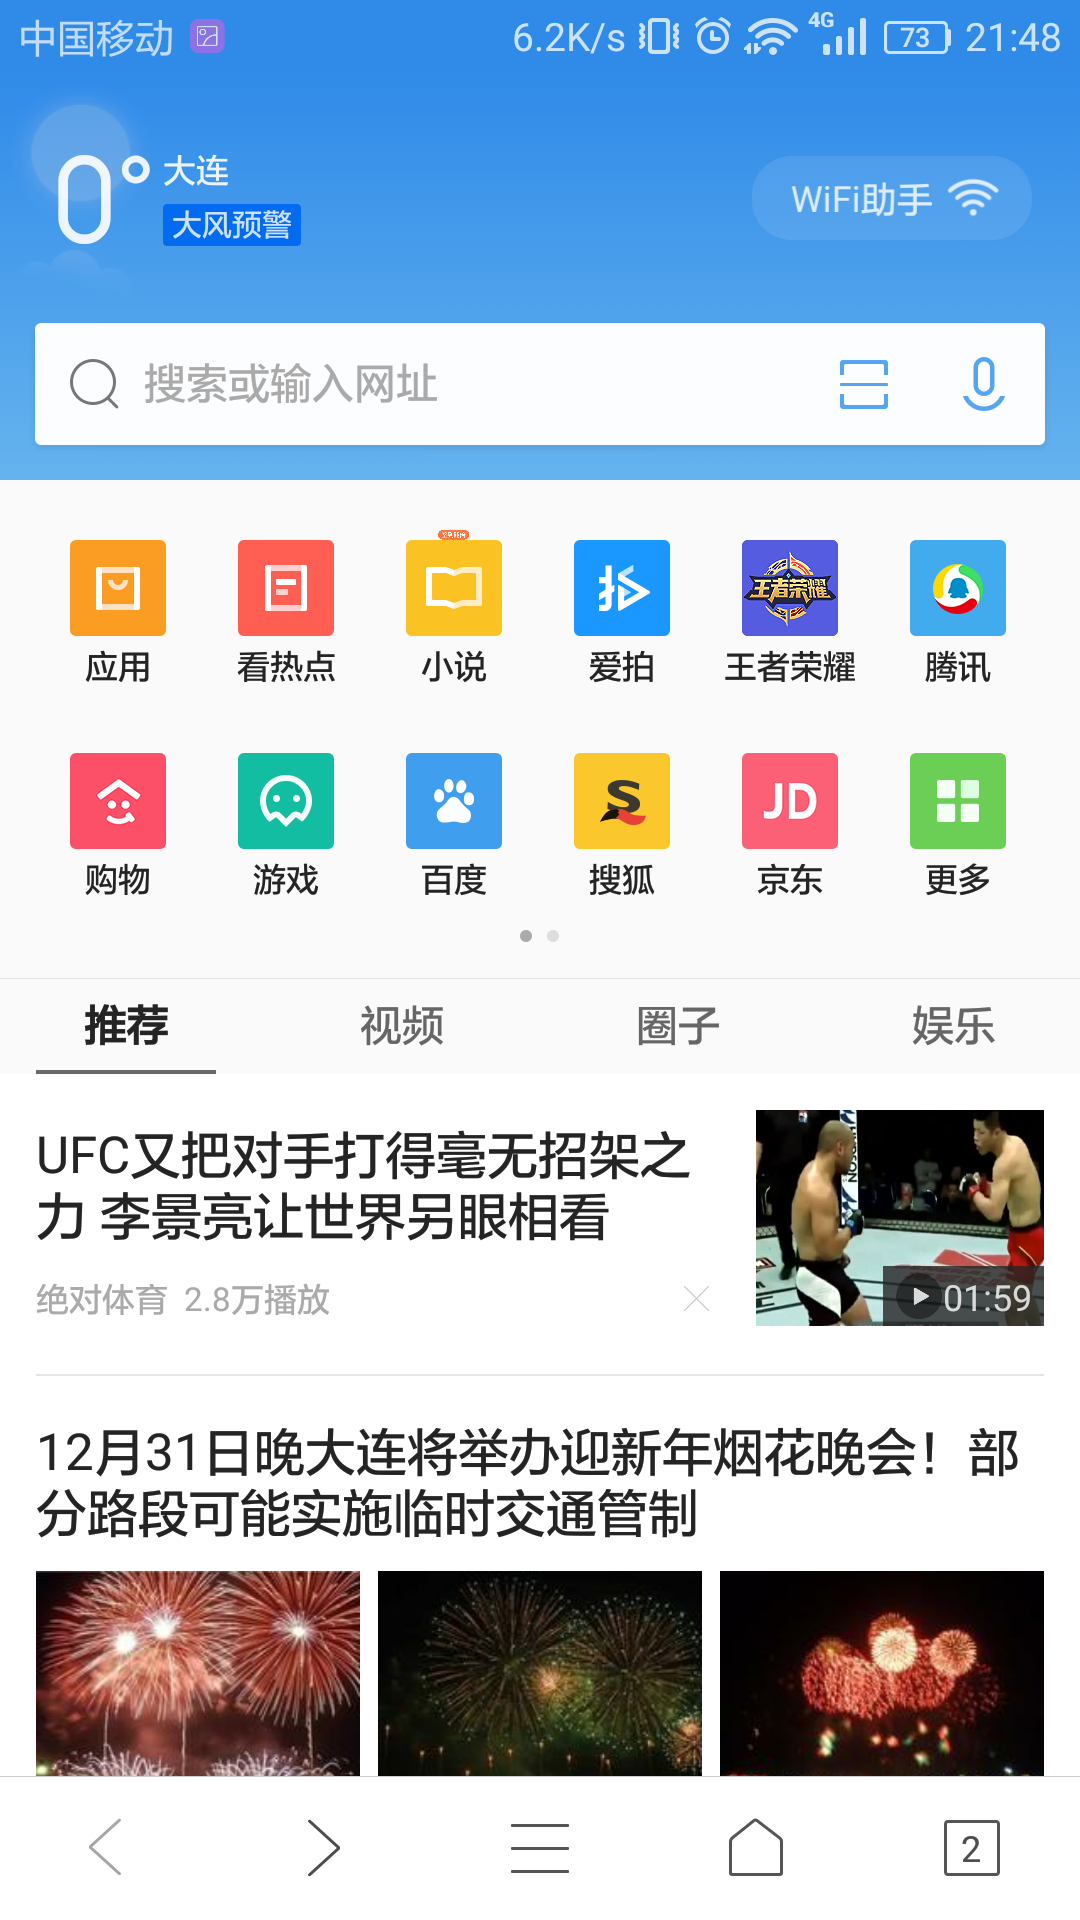 中国移动 6.2K/s 4G 73 21:48
0° 大连
大风预警
WiFi助手
搜索或输入网址
应用 看热点 小说 爱拍 王者荣耀 腾讯
王者荣耀
购物 游戏 百度 搜狐 京东 更多
S JD
推荐 视频 圈子 娱乐
UFC又把对手打得毫无招架之
力 李景亮让世界另眼相看
绝对体育 2.8万播放
01:59
12月31日晚大连将举办迎新年烟花晚会！部
分路段可能实施临时交通管制
2